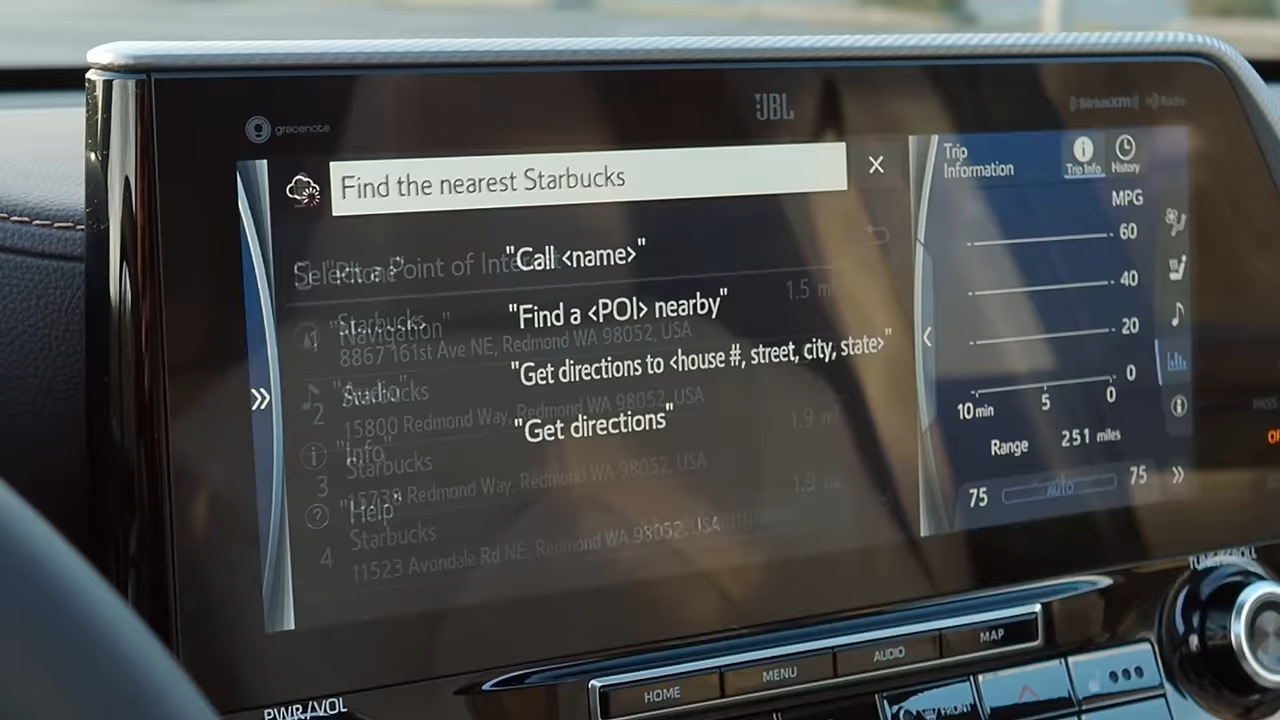 gracenote
JBL
SiriusXM
HD Radio
Find the nearest Starbucks
Select a Point of Interest
"Phone"
"Call <name>"
Starbucks
1.5 mi
"Navigation"
"Find a <POI> nearby"
1
8867 161st Ave NE, Redmond WA 98052, USA
"Get directions to <house #, street, city, state>"
"Audio"
Starbucks
2
15800 Redmond Way, Redmond WA 98052, USA
1.9 mi
"Get directions"
"Info"
Starbucks
3
15738 Redmond Way, Redmond WA 98052, USA
1.9 mi
"Help"
Starbucks
4
11523 Avondale Rd NE, Redmond WA 98052, USA
Trip
Information
Trip Info
History
MPG
60
40
20
0
10 min
5
0
Range 251 miles
75 AUTO 75
HOME
MENU
AUDIO
MAP
PWR/VOL
TUNE/SCROLL
FRONT